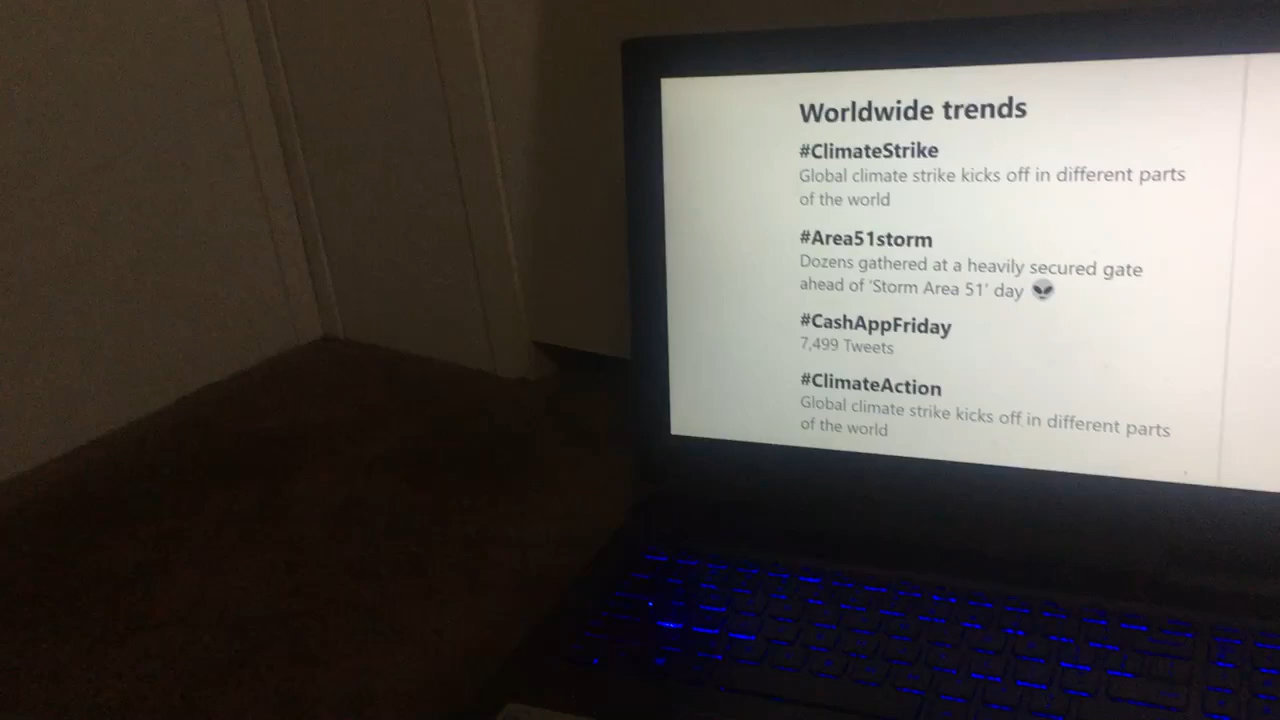 Worldwide trends
#ClimateStrike
Global climate strike kicks off in different parts
of the world
#Area51storm
Dozens gathered at a heavily secured gate
ahead of 'Storm Area 51' day 👽
#CashAppFriday
7,499 Tweets
#ClimateAction
Global climate strike kicks off in different parts
of the world